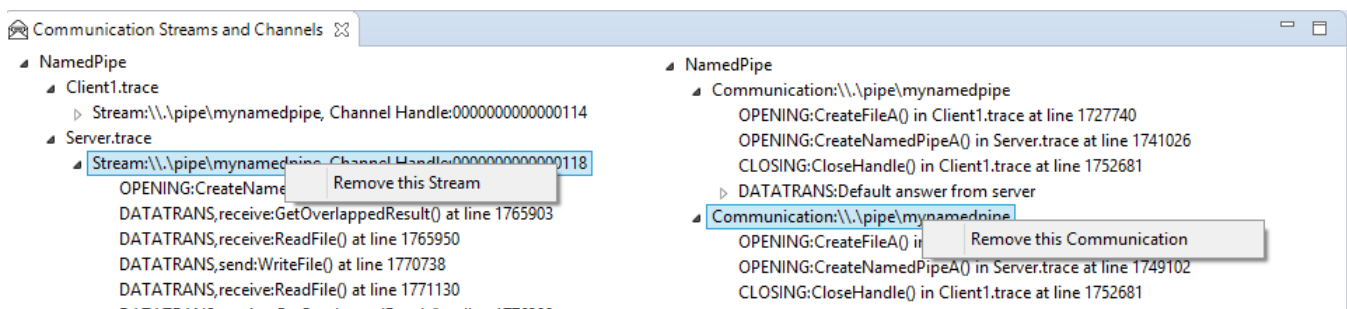 Communication Streams and Channels
NamedPipe
Client1.trace
Stream:\\.\pipe\mynamedpipe, Channel Handle:0000000000000114
Server.trace
Stream:\\.\pipe\mynamedpipe, Channel Handle:0000000000000118
Remove this Stream
OPENING:CreateName
DATATRANS,receive:GetOverlappedResult() at line 1765903
DATATRANS,receive:ReadFile() at line 1765950
DATATRANS,send:WriteFile() at line 1770738
DATATRANS,receive:ReadFile() at line 1771130
NamedPipe
Communication:\\.\pipe\mynamedpipe
OPENING:CreateFileA() in Client1.trace at line 1727740
OPENING:CreateNamedPipeA() in Server.trace at line 1741026
CLOSING:CloseHandle() in Client1.trace at line 1752681
DATATRANS:Default answer from server
Communication:\\.\pipe\mynamedpipe
Remove this Communication
OPENING:CreateFileA() i
OPENING:CreateNamedPipeA() in Server.trace at line 1749102
CLOSING:CloseHandle() in Client1.trace at line 1752681